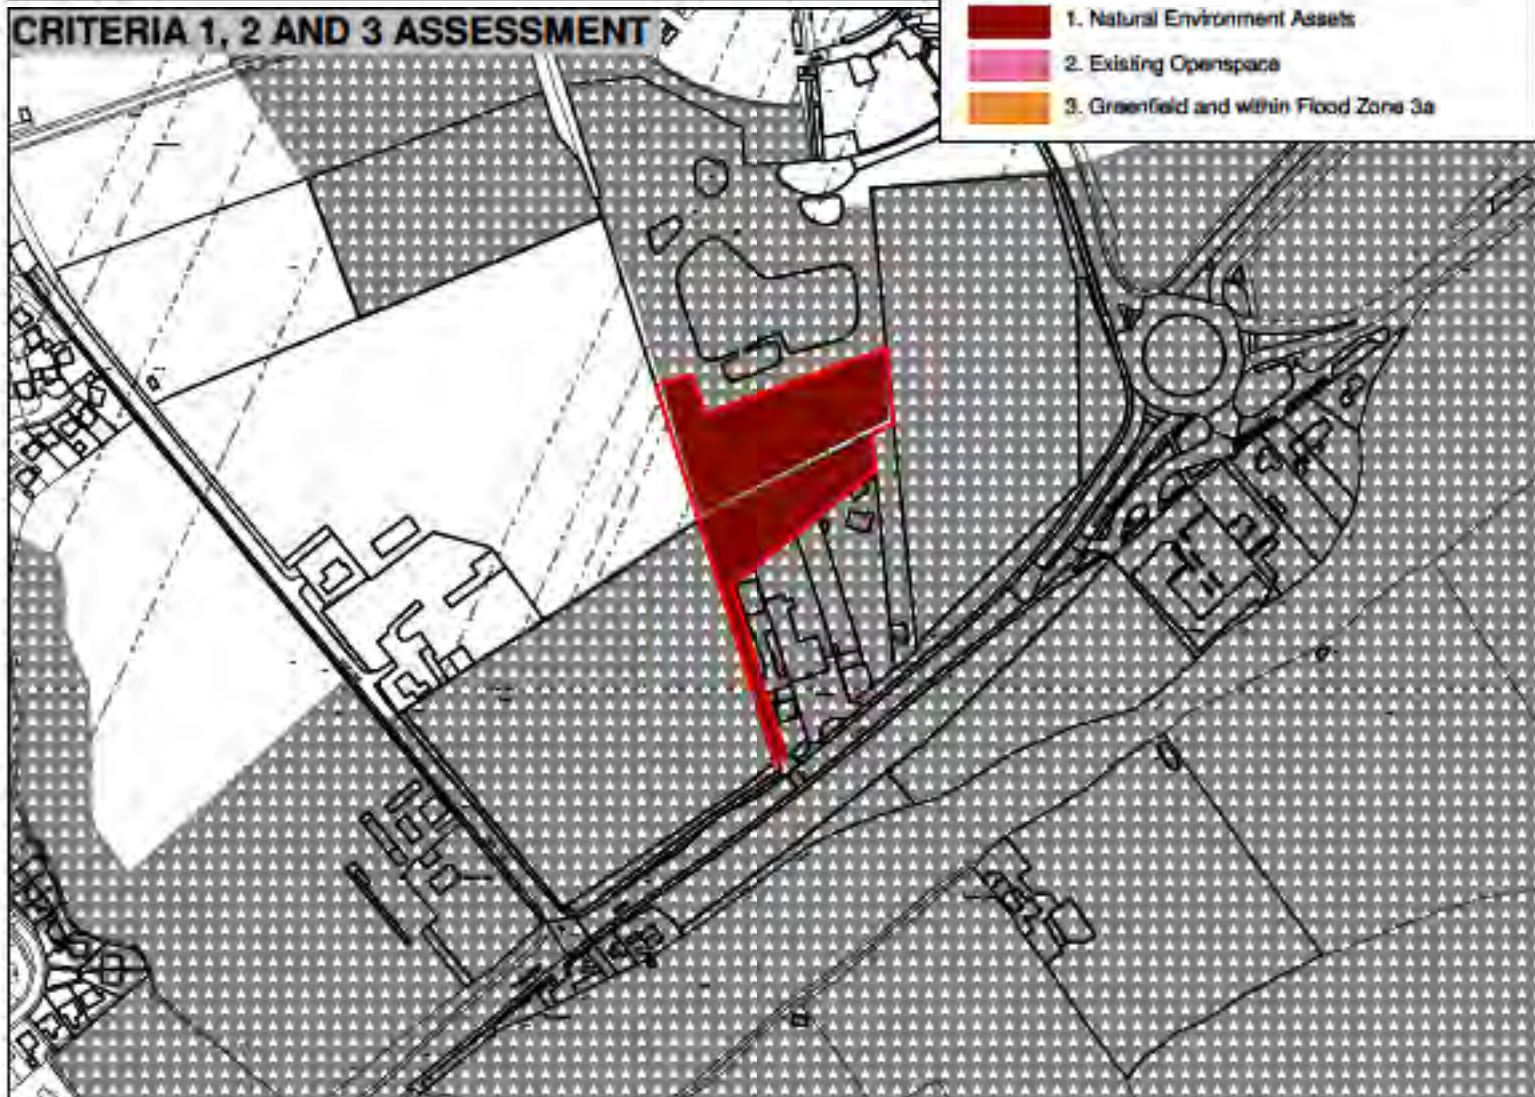 CRITERIA 1, 2 AND 3 ASSESSMENT
1. Natural Environment Assets
2. Existing Openspace
3. Greenfield and within Flood Zone 3a